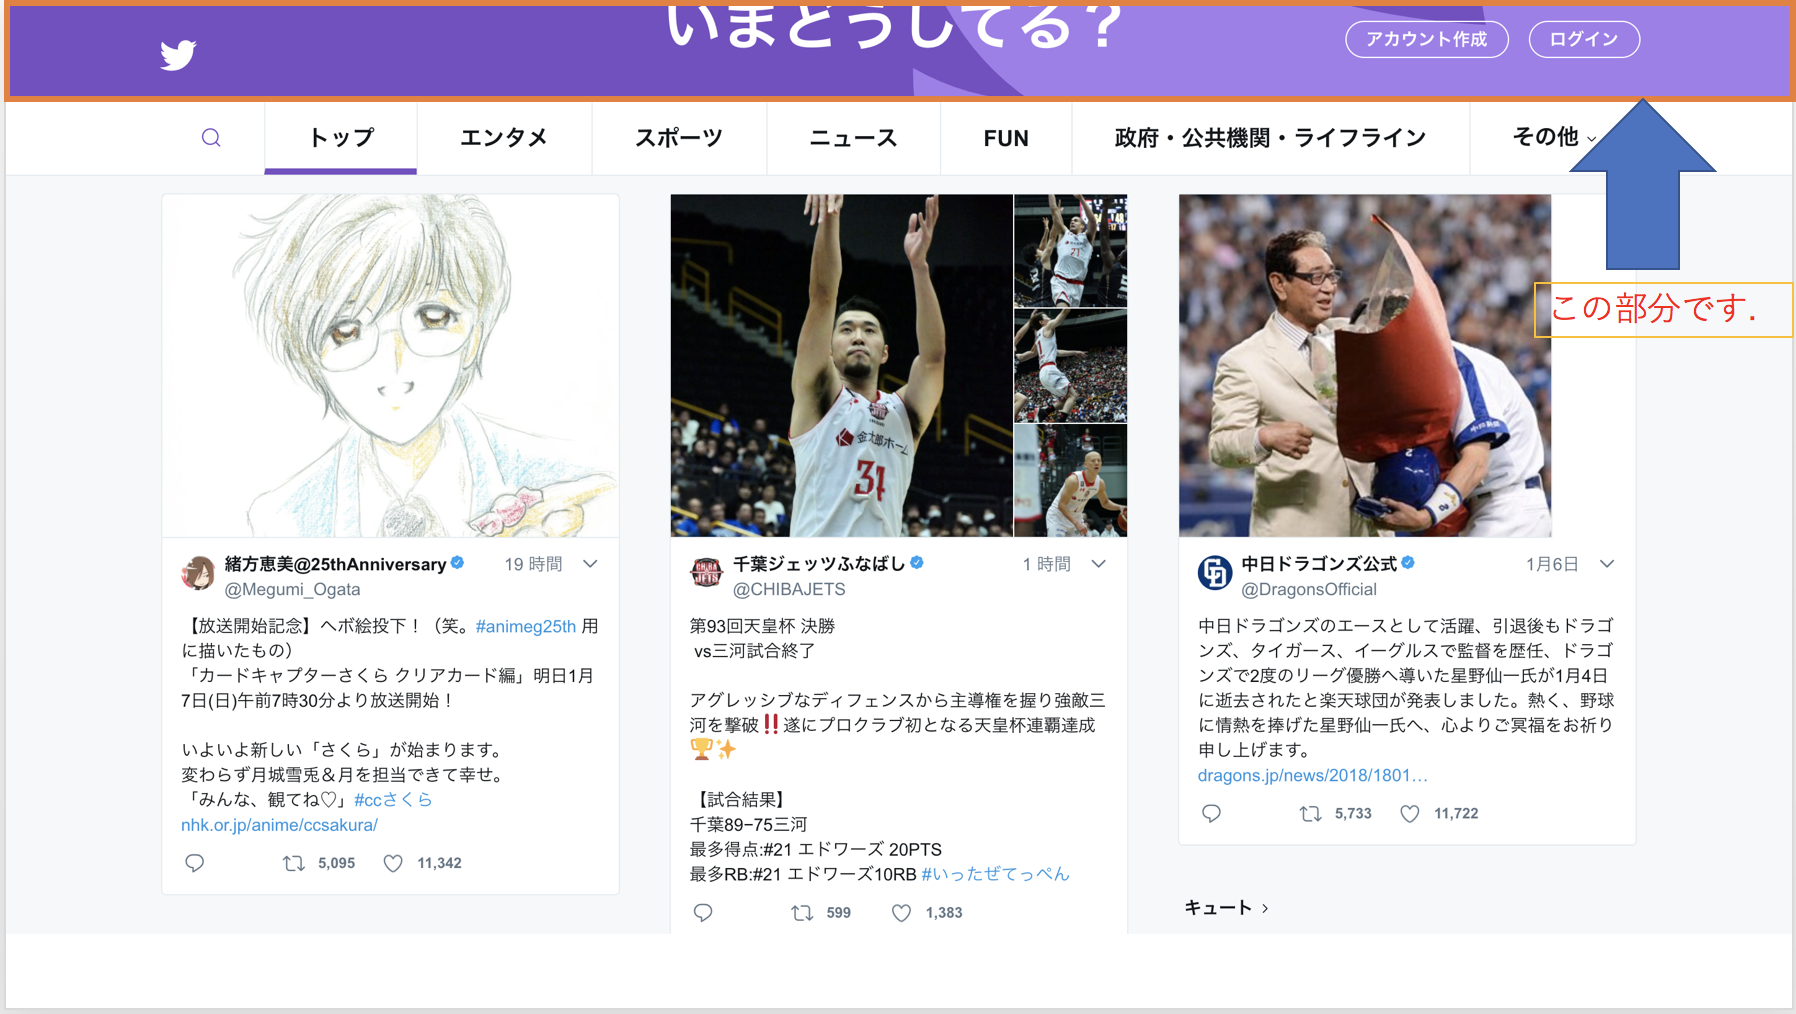 いまどうしてる？
アカウント作成
ログイン
トップ
エンタメ
スポーツ
ニュース
FUN
政府・公共機関・ライフライン
その他
この部分です.
緒方恵美@25thAnniversary
19 時間
@Megumi_Ogata
【放送開始記念】ヘボ絵投下！（笑。#animeg25th 用
に描いたもの）
「カードキャプターさくら クリアカード編」明日1月
7日(日)午前7時30分より放送開始！
いよいよ新しい「さくら」が始まります。
変わらず月城雪兎＆月を担当できて幸せ。
「みんな、観てね♡」#ccさくら
nhk.or.jp/anime/ccsakura/
5,095
11,342
金太郎ホーム
31
CHIBA
JETS
千葉ジェッツふなばし
1 時間
@CHIBAJETS
第93回天皇杯 決勝
vs三河試合終了
アグレッシブなディフェンスから主導権を握り強敵三
河を撃破‼️遂にプロクラブ初となる天皇杯連覇達成
🏆✨
【試合結果】
千葉89−75三河
最多得点:#21 エドワーズ 20PTS
最多RB:#21 エドワーズ10RB #いったぜてっぺん
599
1,383
中日ドラゴンズ公式
1月6日
@DragonsOfficial
中日ドラゴンズのエースとして活躍、引退後もドラゴ
ンズ、タイガース、イーグルスで監督を歴任、ドラゴ
ンズで2度のリーグ優勝へ導いた星野仙一氏が1月4日
に逝去されたと楽天球団が発表しました。熱く、野球
に情熱を捧げた星野仙一氏へ、心よりご冥福をお祈り
申し上げます。
dragons.jp/news/2018/1801…
5,733
11,722
キュート